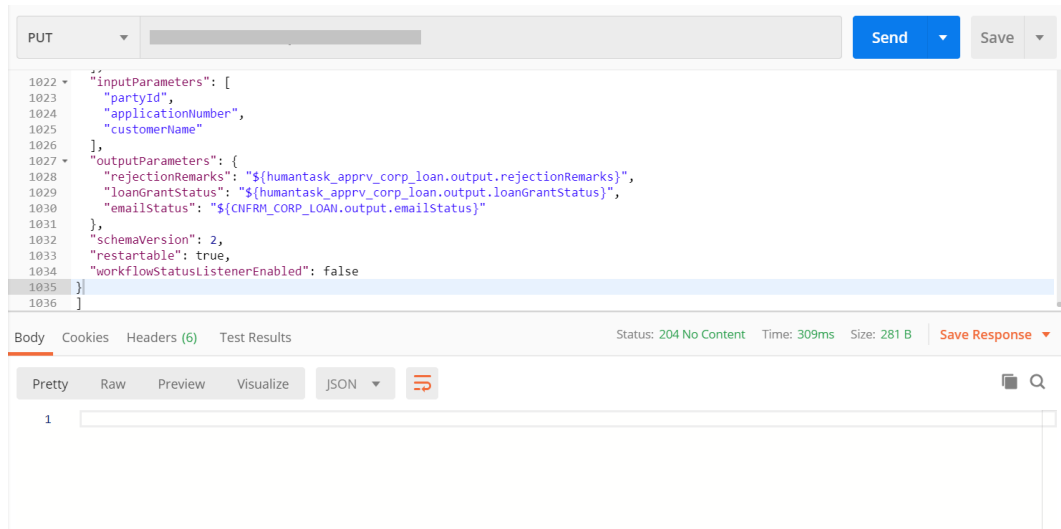 PUT Send Save
1022 "inputParameters": [
1023 "partyId",
1024 "applicationNumber",
1025 "customerName"
1026 ],
1027 "outputParameters": {
1028 "rejectionRemarks": "${humantask_apprv_corp_loan.output.rejectionRemarks}",
1029 "loanGrantStatus": "${humantask_apprv_corp_loan.output.loanGrantStatus}",
1030 "emailStatus": "${CNFRM_CORP_LOAN.output.emailStatus}"
1031 },
1032 "schemaVersion": 2,
1033 "restartable": true,
1034 "workflowStatusListenerEnabled": false
1035 }
1036 ]
Body Cookies Headers (6) Test Results Status: 204 No Content Time: 309ms Size: 281 B Save Response
Pretty Raw Preview Visualize JSON
1